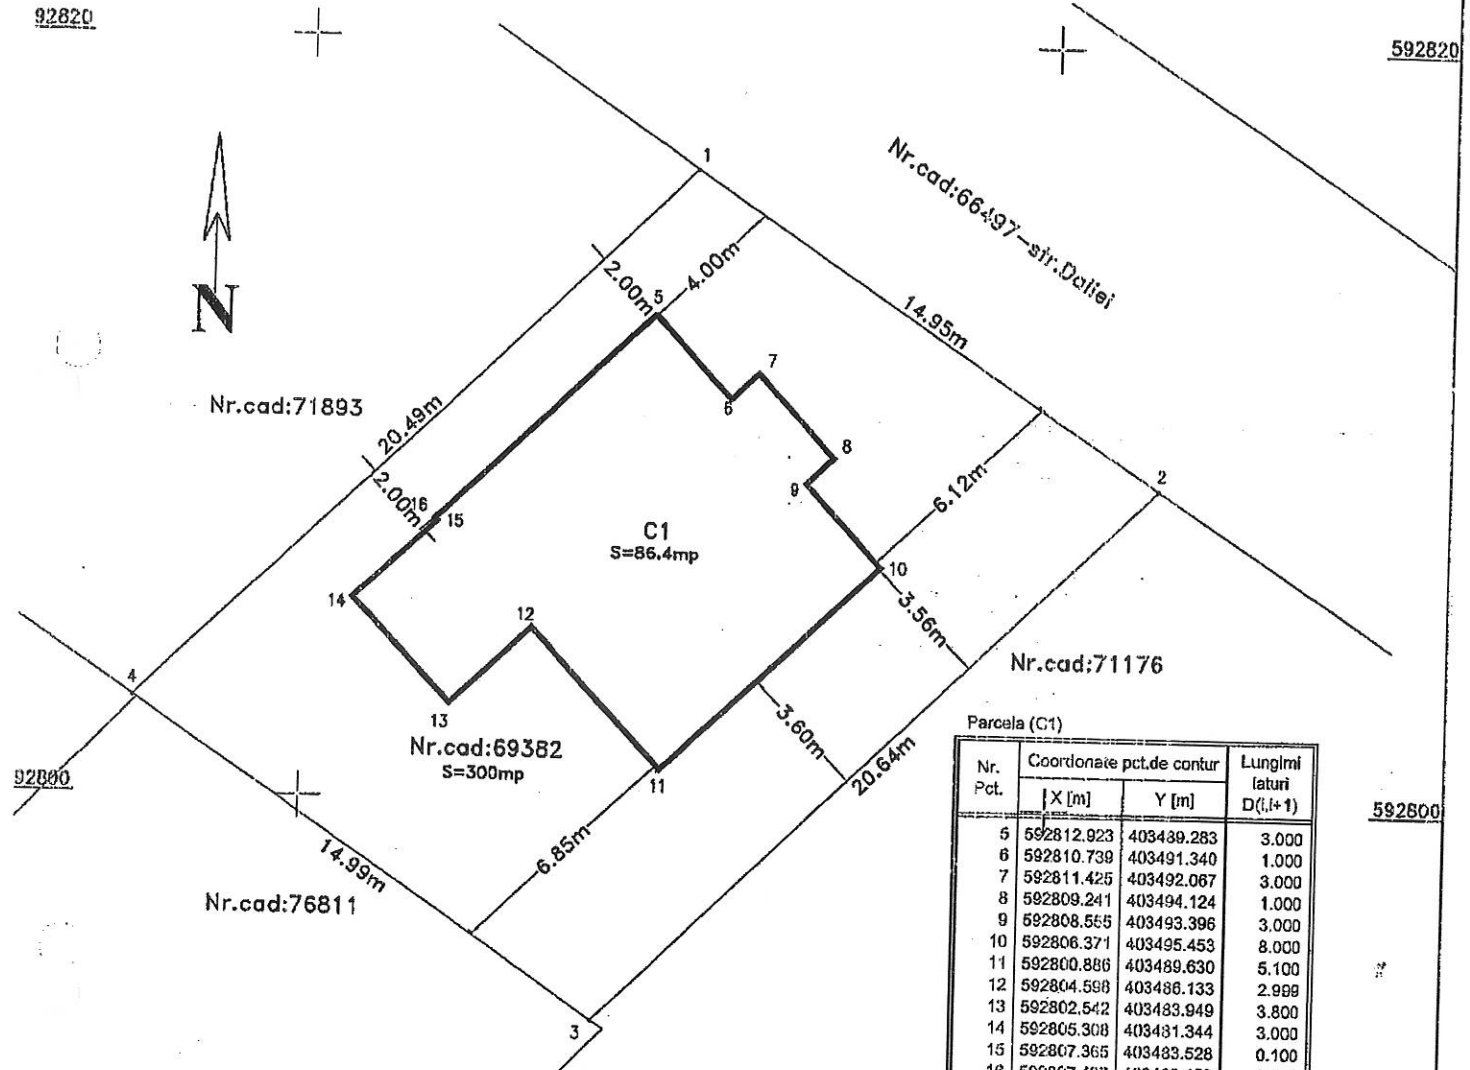 92820
592820
1
Nr.cad:66497-str.Daliei
4.00m
2.00m
5
14.95m
N
7
6
Nr.cad:71893
20.49m
8
9
6.12m
2
2.00m
16
15
C1
S=86.4mp
10
14
12
3.56m
Nr.cad:71176
4
13
3.60m
Nr.cad:69382
S=300mp
11
20.64m
92800
592800
14.99m
6.85m
Nr.cad:76811
3
Parcela (C1)
Nr. Pct. Coordonate pct.de contur Lungimi laturi D(i,i+1)
X [m] Y [m]
5 592812.923 403489.283 3.000
6 592810.739 403491.340 1.000
7 592811.425 403492.067 3.000
8 592809.241 403494.124 1.000
9 592808.555 403493.396 3.000
10 592806.371 403495.453 8.000
11 592800.886 403489.630 5.100
12 592804.598 403486.133 2.999
13 592802.542 403483.949 3.800
14 592805.308 403481.344 3.000
15 592807.365 403483.528 0.100